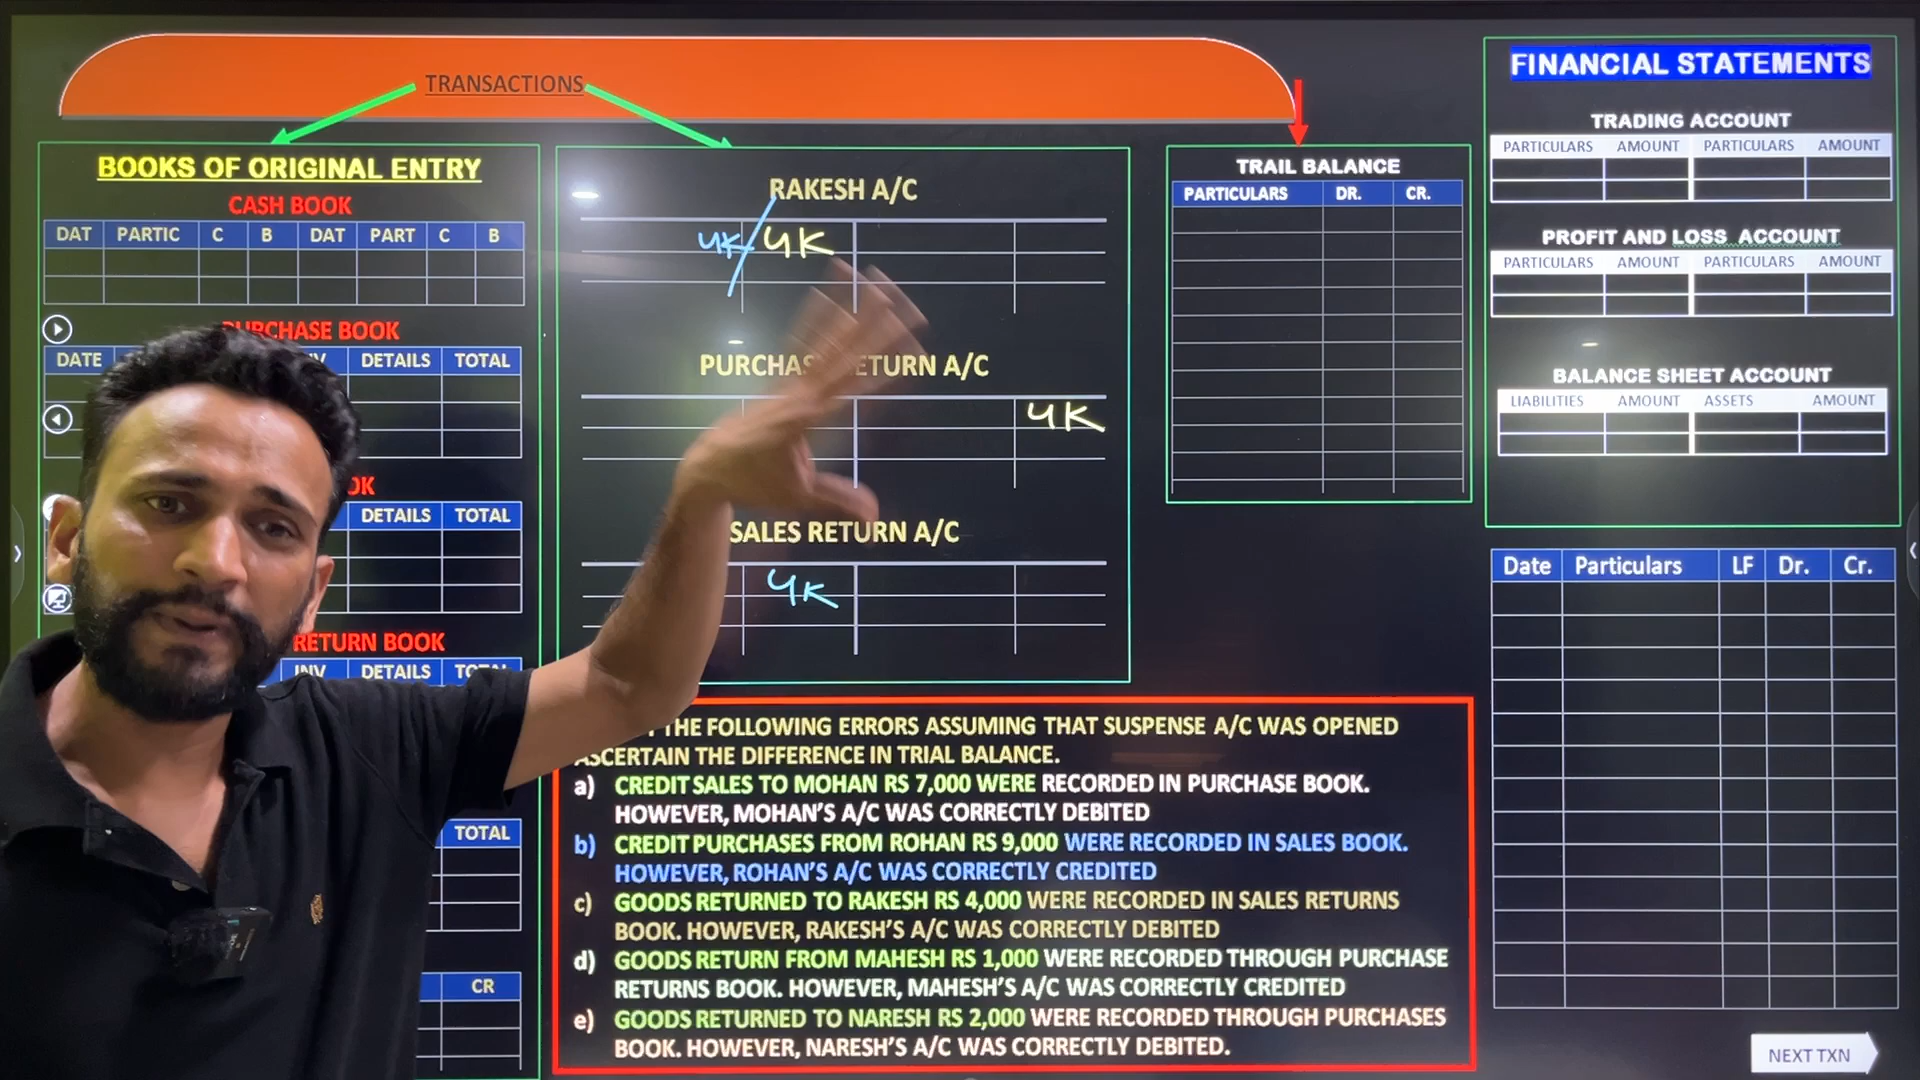 TRANSACTIONS
BOOKS OF ORIGINAL ENTRY
CASH BOOK
DAT PARTIC C B DAT PART C B
PURCHASE BOOK
DATE INV DETAILS TOTAL
DETAILS TOTAL
RETURN BOOK
INV DETAILS TOTAL
TOTAL
CR
RAKESH A/C
4K 4K
PURCHASE RETURN A/C
4K
SALES RETURN A/C
4K
TRAIL BALANCE
PARTICULARS DR. CR.
FINANCIAL STATEMENTS
TRADING ACCOUNT
PARTICULARS AMOUNT PARTICULARS AMOUNT
PROFIT AND LOSS ACCOUNT
PARTICULARS AMOUNT PARTICULARS AMOUNT
BALANCE SHEET ACCOUNT
LIABILITIES AMOUNT ASSETS AMOUNT
Date Particulars LF Dr. Cr.
THE FOLLOWING ERRORS ASSUMING THAT SUSPENSE A/C WAS OPENED
ASCERTAIN THE DIFFERENCE IN TRIAL BALANCE.
a) CREDIT SALES TO MOHAN RS 7,000 WERE RECORDED IN PURCHASE BOOK.
HOWEVER, MOHAN'S A/C WAS CORRECTLY DEBITED
b) CREDIT PURCHASES FROM ROHAN RS 9,000 WERE RECORDED IN SALES BOOK.
HOWEVER, ROHAN'S A/C WAS CORRECTLY CREDITED
c) GOODS RETURNED TO RAKESH RS 4,000 WERE RECORDED IN SALES RETURNS
BOOK. HOWEVER, RAKESH'S A/C WAS CORRECTLY DEBITED
d) GOODS RETURN FROM MAHESH RS 1,000 WERE RECORDED THROUGH PURCHASE
RETURNS BOOK. HOWEVER, MAHESH'S A/C WAS CORRECTLY CREDITED
e) GOODS RETURNED TO NARESH RS 2,000 WERE RECORDED THROUGH PURCHASES
BOOK. HOWEVER, NARESH'S A/C WAS CORRECTLY DEBITED.
NEXT TXN